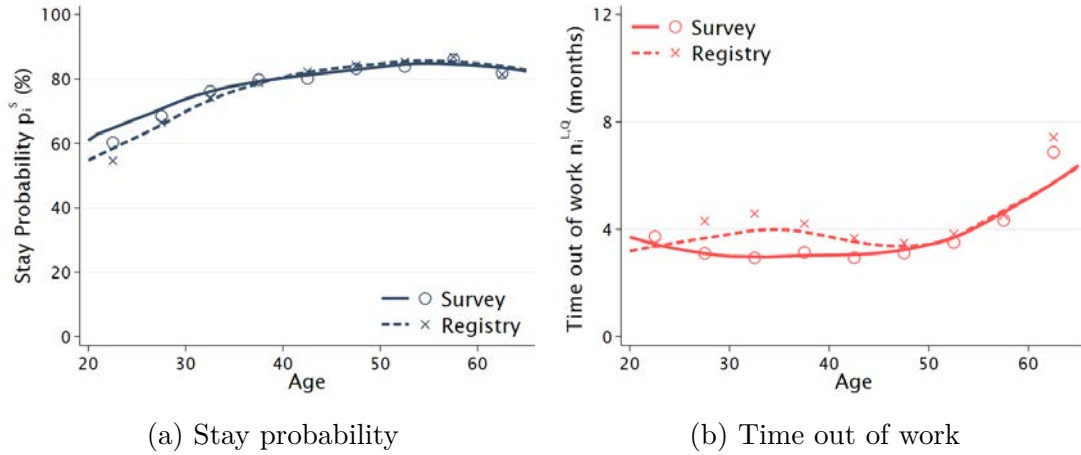 100
80
60
40
20
0
Stay Probability p_i^S (%)
Survey
Registry
20 30 40 50 60
Age
(a) Stay probability
12
8
4
0
Time out of work n_i^{L,Q} (months)
Survey
Registry
20 30 40 50 60
Age
(b) Time out of work